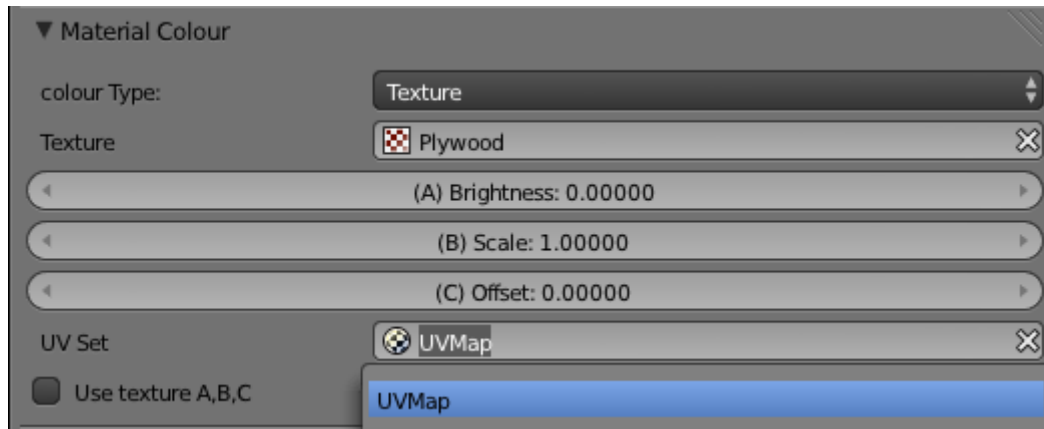 Material Colour
colour Type: Texture
Texture Plywood
(A) Brightness: 0.00000
(B) Scale: 1.00000
(C) Offset: 0.00000
UV Set UVMap
Use texture A,B,C UVMap